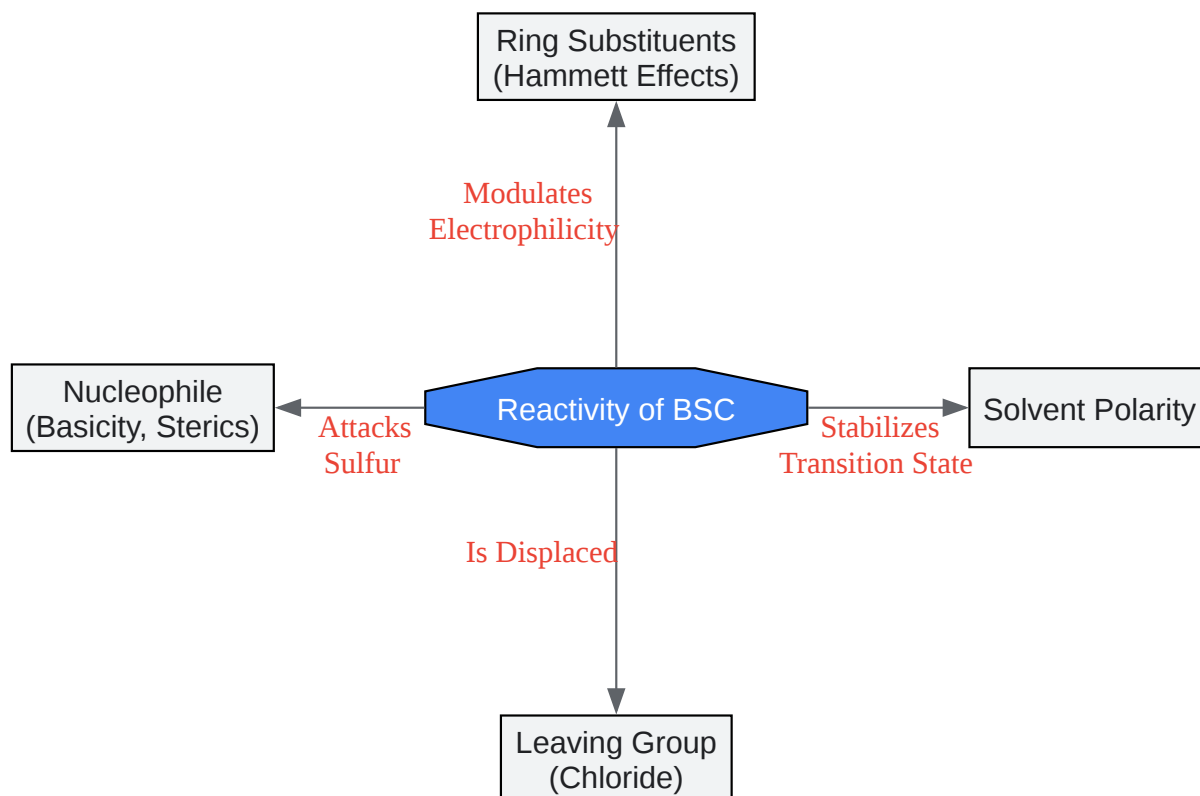 Ring Substituents
(Hammett Effects)
Modulates
Electrophilicity
Nucleophile
(Basicity, Sterics)
Attacks
Sulfur
Reactivity of BSC
Stabilizes
Transition State
Solvent Polarity
Is Displaced
Leaving Group
(Chloride)